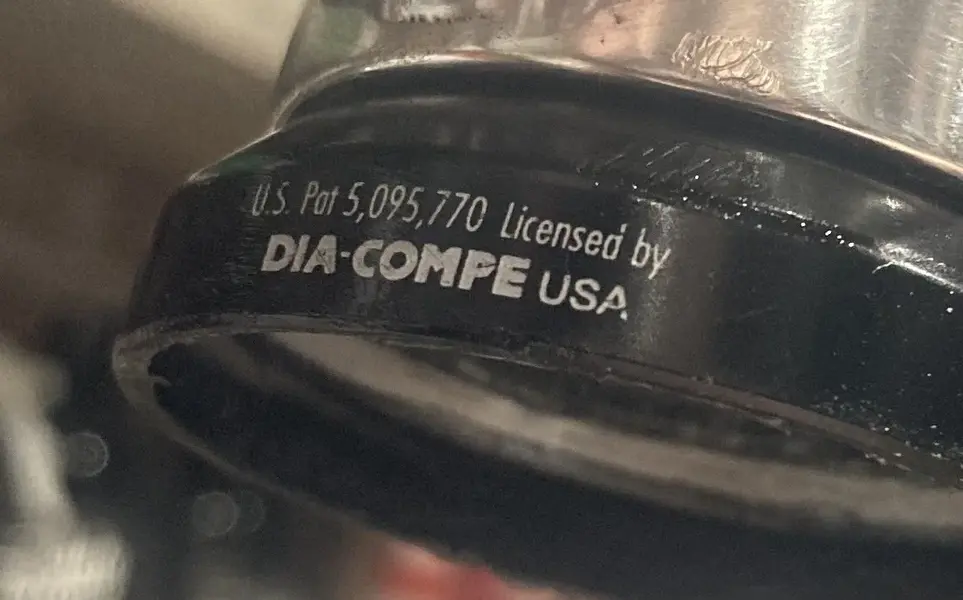 U.S. Pat 5,095,770 Licensed by
DIA-COMPE USA